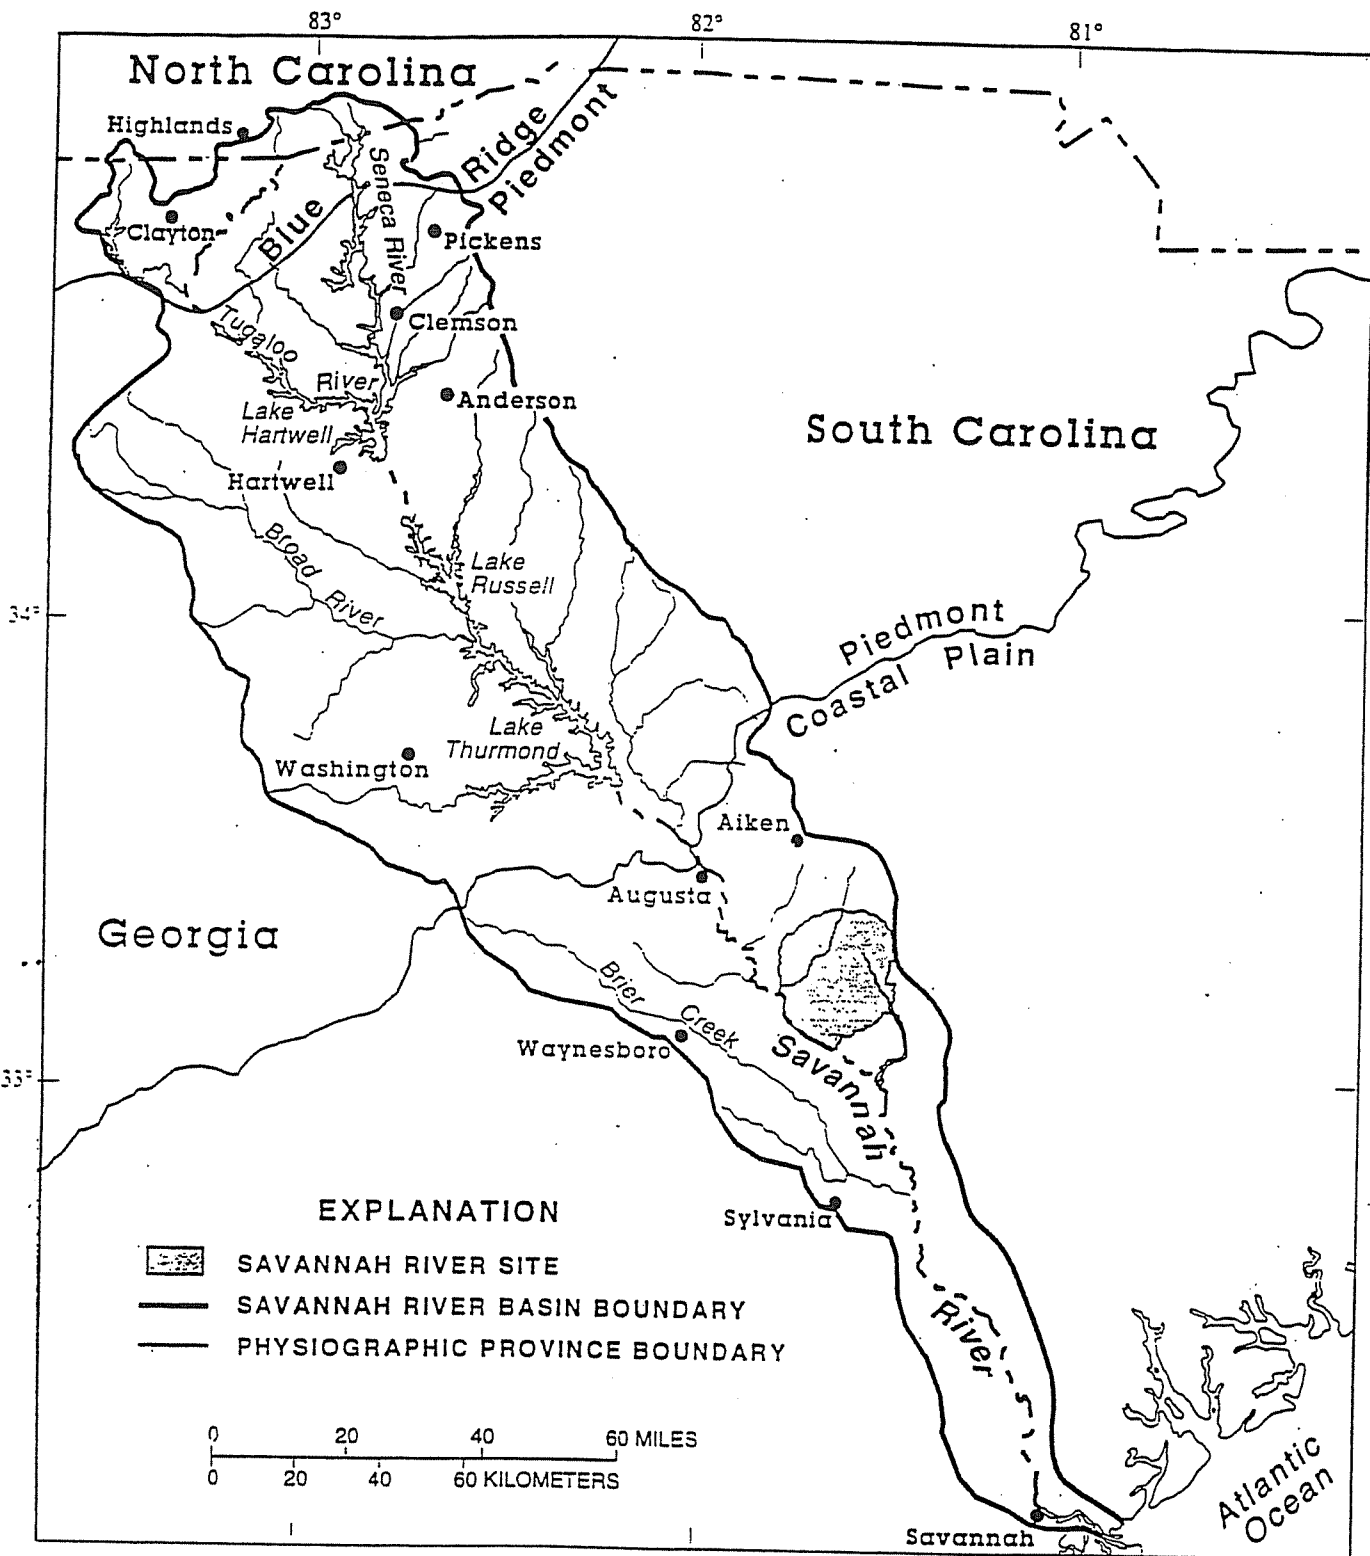 83°
82°
81°
North Carolina
Highlands
Ridge
Piedmont
Seneca River
Clayton
Blue
Pickens
Clemson
Tugaloo
River
Anderson
Lake
Hartwell
South Carolina
Hartwell
Broad
River
Lake
Russell
34°
Piedmont
Coastal Plain
Lake
Thurmond
Washington
Aiken
Augusta
Georgia
Brier
Creek
Waynesboro
Savannah
33°
Sylvania
River
EXPLANATION
SAVANNAH RIVER SITE
SAVANNAH RIVER BASIN BOUNDARY
PHYSIOGRAPHIC PROVINCE BOUNDARY
0 20 40 60 MILES
0 20 40 60 KILOMETERS
Atlantic
Ocean
Savannah